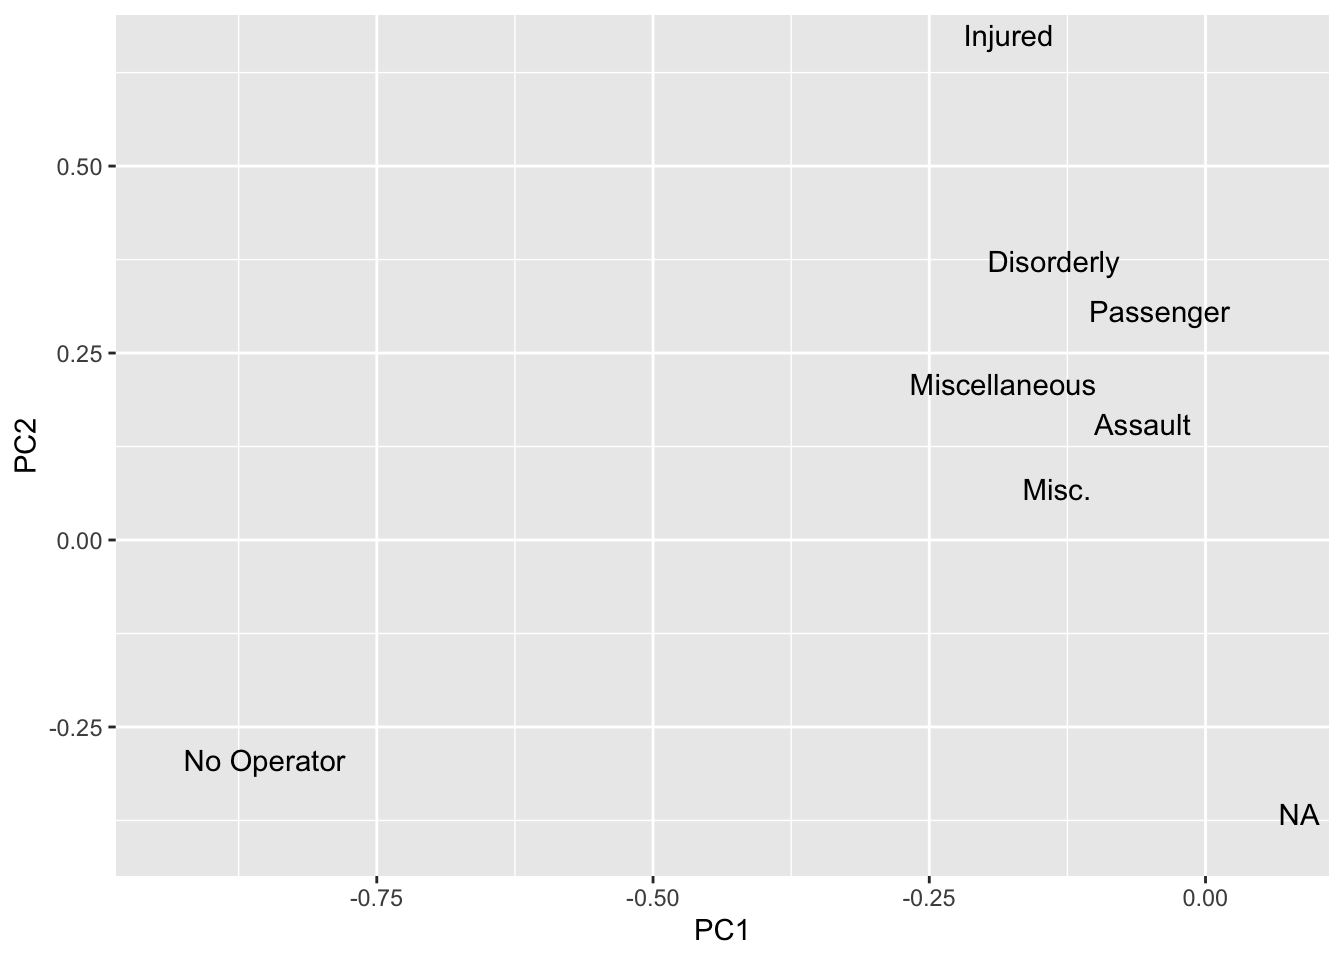 Injured
0.50
Disorderly
Passenger
0.25
Miscellaneous
Assault
Misc.
0.00
-0.25
No Operator
NA
-0.75
-0.50
-0.25
0.00
PC1
PC2